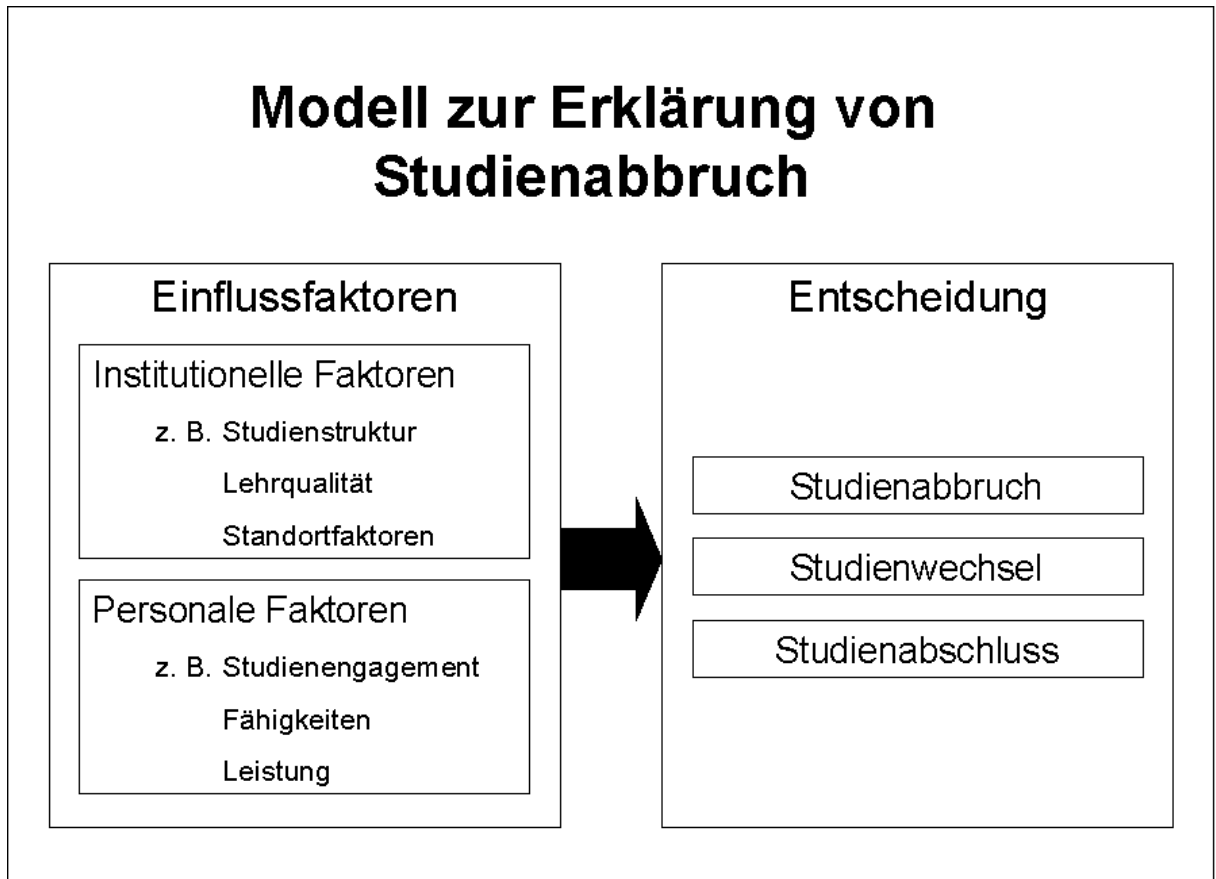 Modell zur Erklärung von
Studienabbruch
Einflussfaktoren
Institutionelle Faktoren
z. B. Studienstruktur
Lehrqualität
Standortfaktoren
Personale Faktoren
z. B. Studienengagement
Fähigkeiten
Leistung
Entscheidung
Studienabbruch
Studienwechsel
Studienabschluss